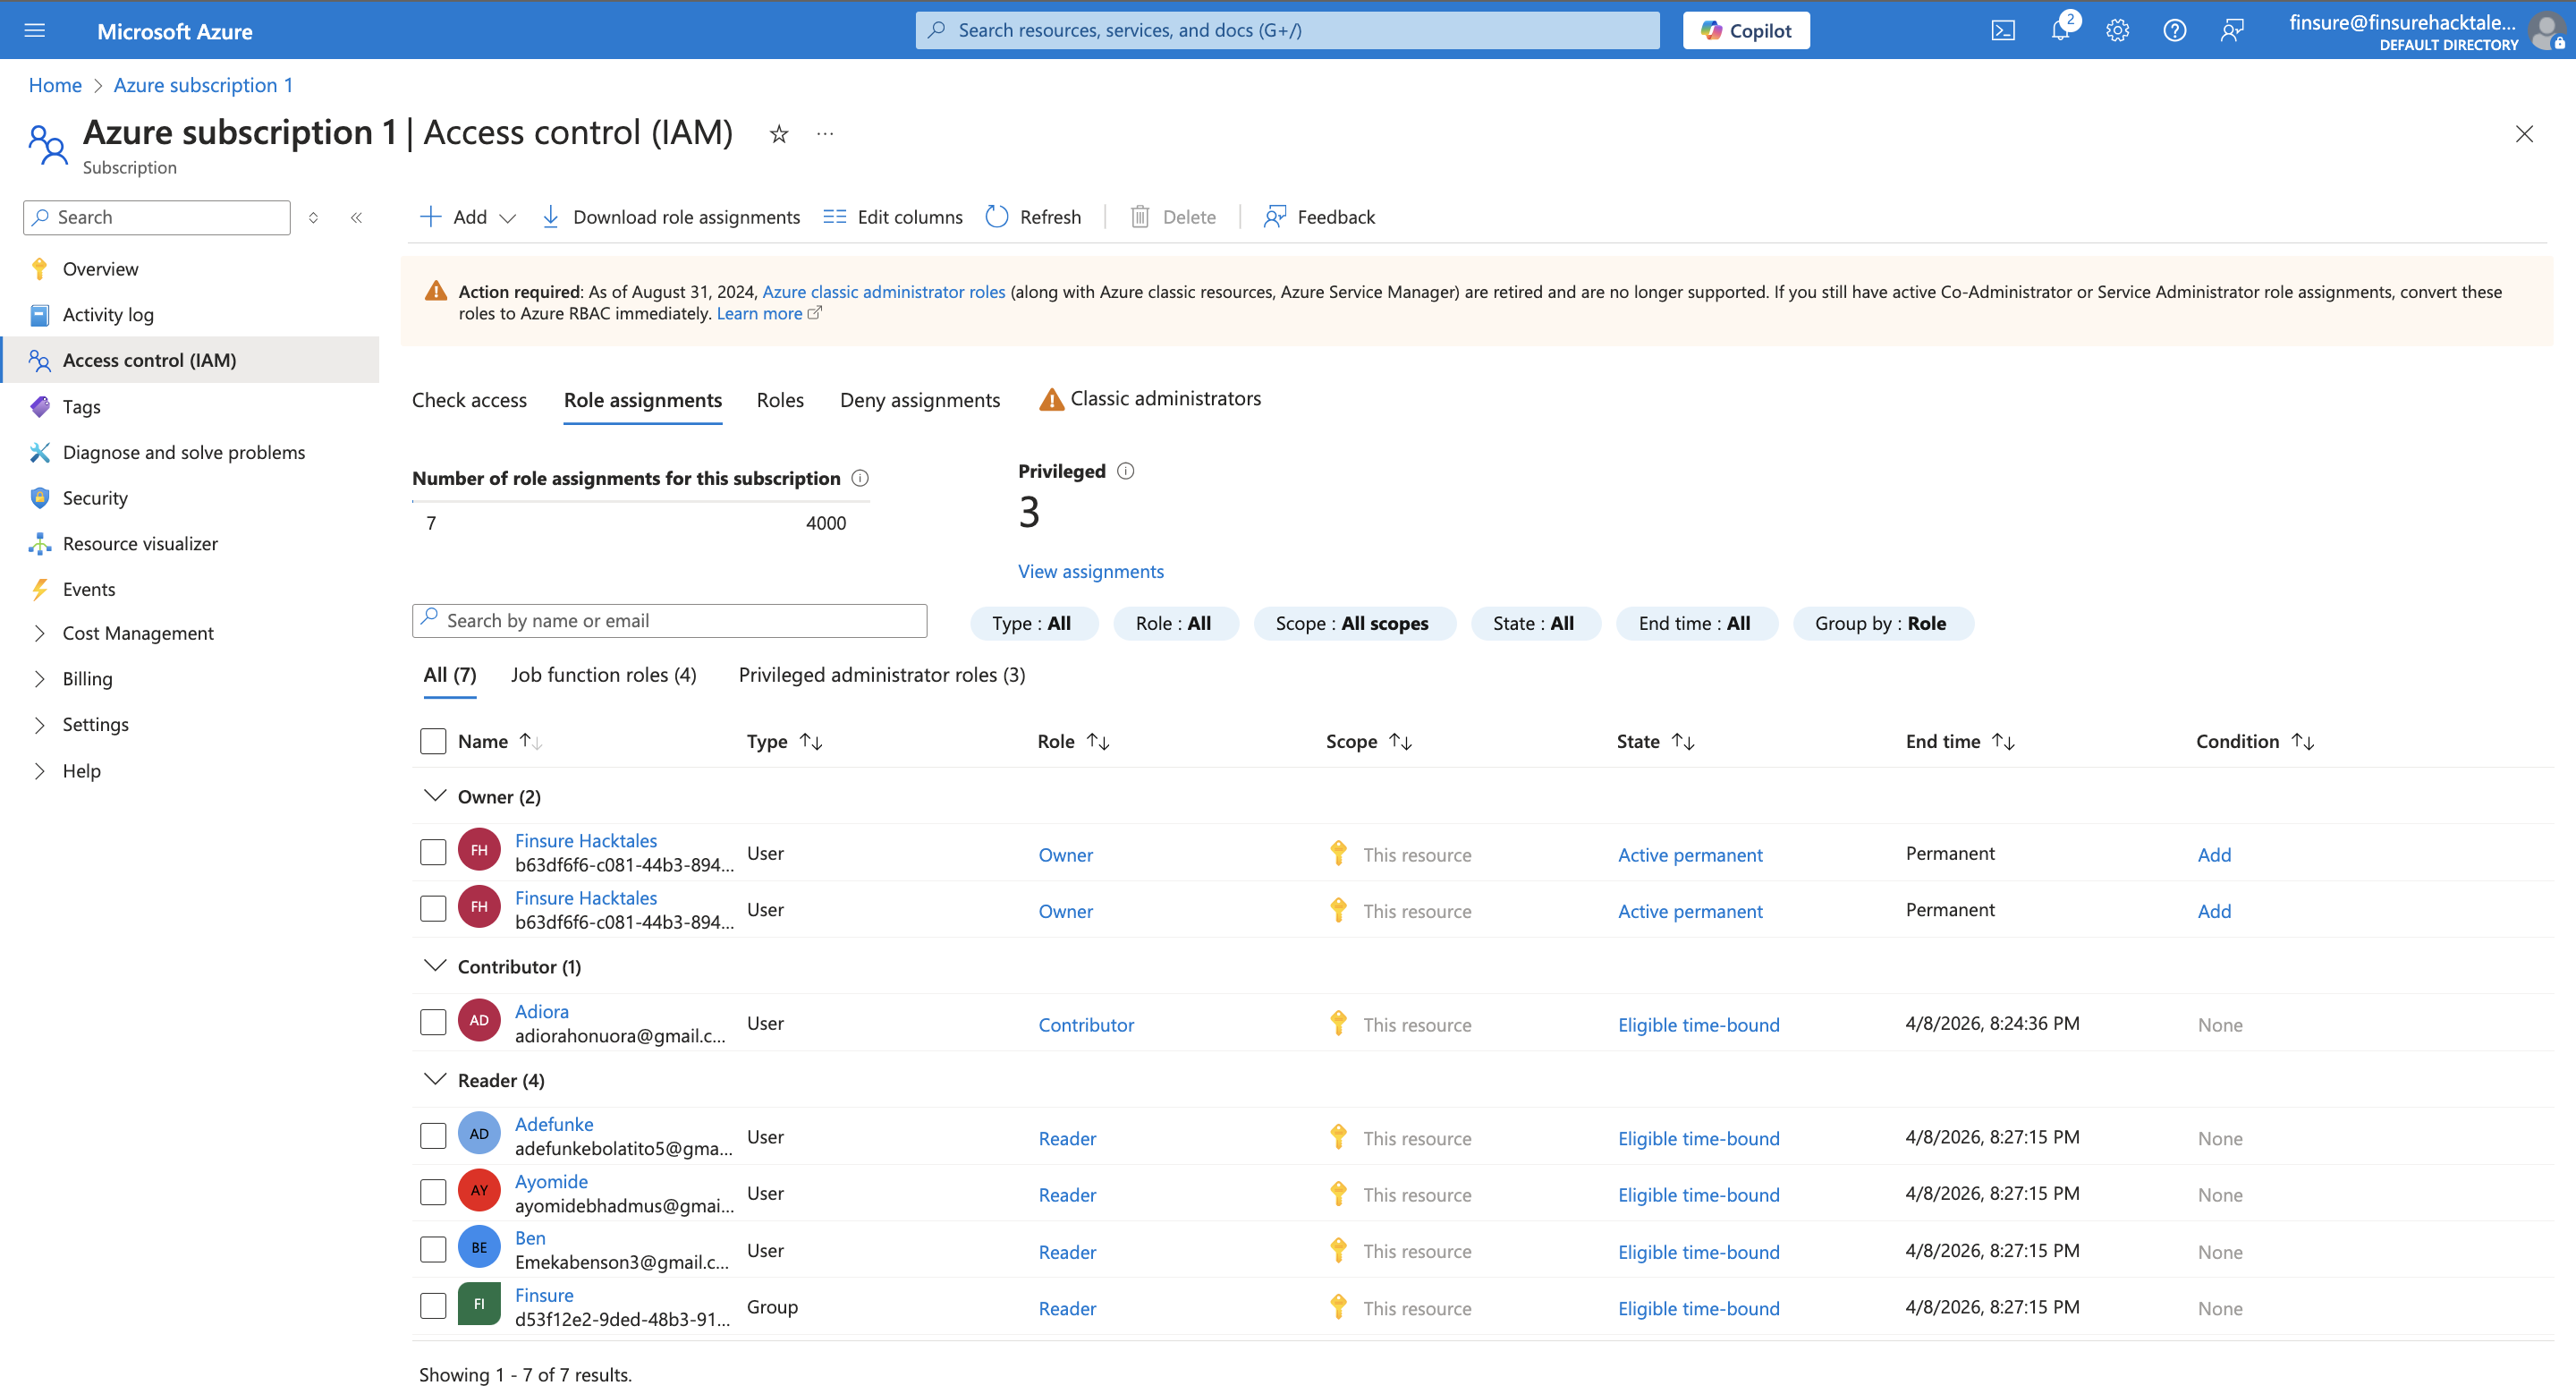 Microsoft Azure
Search resources, services, and docs (G+/)
Copilot
2
finsure@finsurehacktale...
DEFAULT DIRECTORY
Home > Azure subscription 1
Azure subscription 1 | Access control (IAM)
Subscription
Search
Add
Download role assignments
Edit columns
Refresh
Delete
Feedback
Overview
Activity log
Access control (IAM)
Tags
Diagnose and solve problems
Security
Resource visualizer
Events
Cost Management
Billing
Settings
Help
Action required: As of August 31, 2024, Azure classic administrator roles (along with Azure classic resources, Azure Service Manager) are retired and are no longer supported. If you still have active Co-Administrator or Service Administrator role assignments, convert these
roles to Azure RBAC immediately. Learn more
Check access Role assignments Roles Deny assignments Classic administrators
Number of role assignments for this subscription
7 4000
Privileged
3
View assignments
Search by name or email
Type : All Role : All Scope : All scopes State : All End time : All Group by : Role
All (7) Job function roles (4) Privileged administrator roles (3)
Name Type Role Scope State End time Condition
Owner (2)
FH Finsure Hacktales
b63df6f6-c081-44b3-894... User Owner This resource Active permanent Permanent Add
FH Finsure Hacktales
b63df6f6-c081-44b3-894... User Owner This resource Active permanent Permanent Add
Contributor (1)
AD Adiora
adiorahonuora@gmail.c... User Contributor This resource Eligible time-bound 4/8/2026, 8:24:36 PM None
Reader (4)
AD Adefunke
adefunkebolatito5@gma... User Reader This resource Eligible time-bound 4/8/2026, 8:27:15 PM None
AY Ayomide
ayomidebhadmus@gmai... User Reader This resource Eligible time-bound 4/8/2026, 8:27:15 PM None
BE Ben
Emekabenson3@gmail.c... User Reader This resource Eligible time-bound 4/8/2026, 8:27:15 PM None
FI Finsure
d53f12e2-9ded-48b3-91... Group Reader This resource Eligible time-bound 4/8/2026, 8:27:15 PM None
Showing 1 - 7 of 7 results.